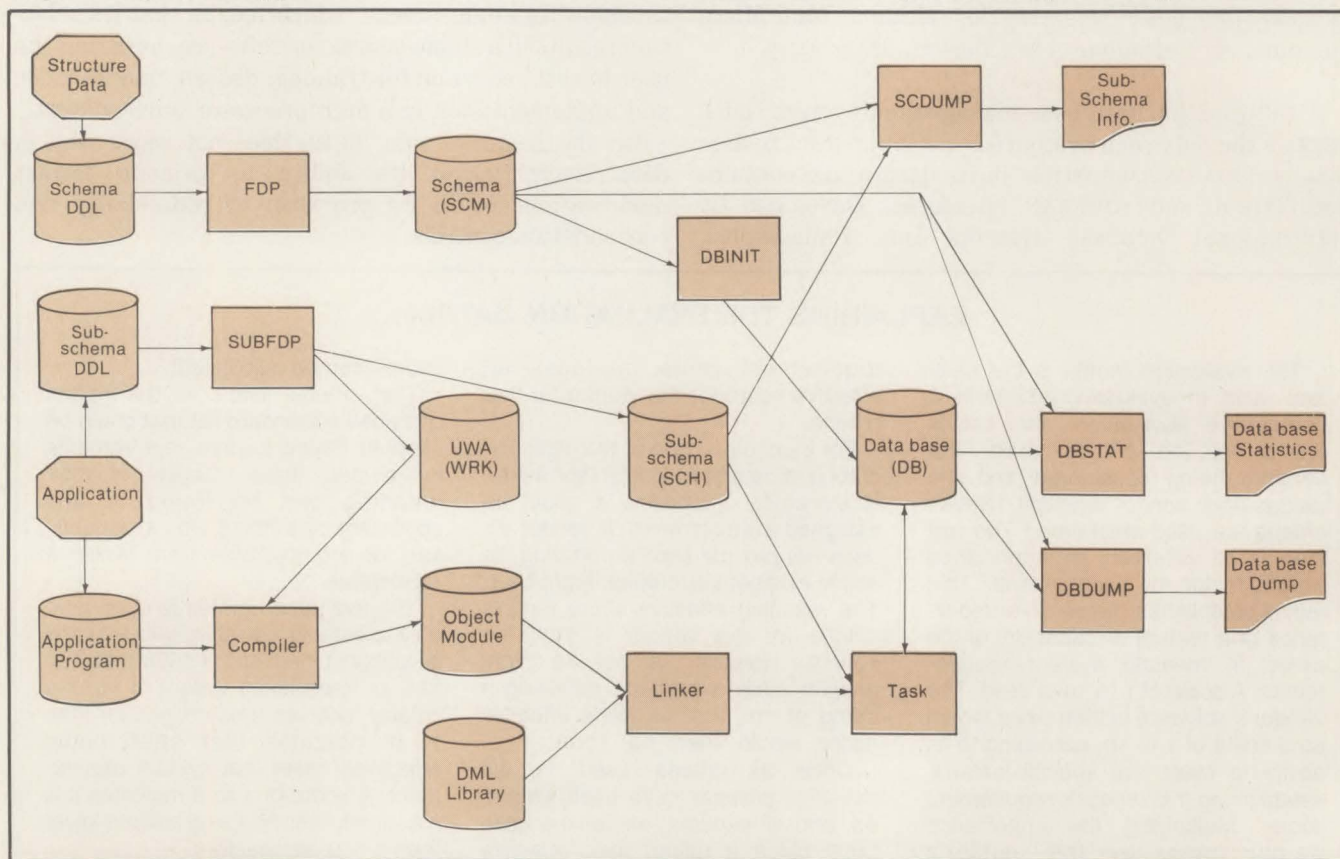 Structure
Data
SCDUMP
Sub-
Schema
Info.
Schema
DDL
FDP
Schema
(SCM)
DBINIT
Sub-
schema
DDL
SUBFDP
UWA
(WRK)
Sub-
schema
(SCH)
Data base
(DB)
DBSTAT
Data base
Statistics
Application
DBDUMP
Data base
Dump
Application
Program
Compiler
Object
Module
Linker
Task
DML
Library